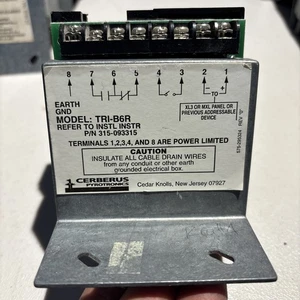 8 7 6 5 4 3 2 1
- TO +
EARTH
GND
XL3 OR MXL PANEL OR
PREVIOUS ADDRESSABLE
DEVICE
MODEL: TRI-B6R
REFER TO INSTL INSTR
P/N 315-093315
TERMINALS 1,2,3,4, AND 8 ARE POWER LIMITED
CAUTION
INSULATE ALL CABLE DRAIN WIRES
from any conduit or other earth
grounded electrical box.
CERBERUS
PYROTRONICS
Cedar Knolls, New Jersey 07927